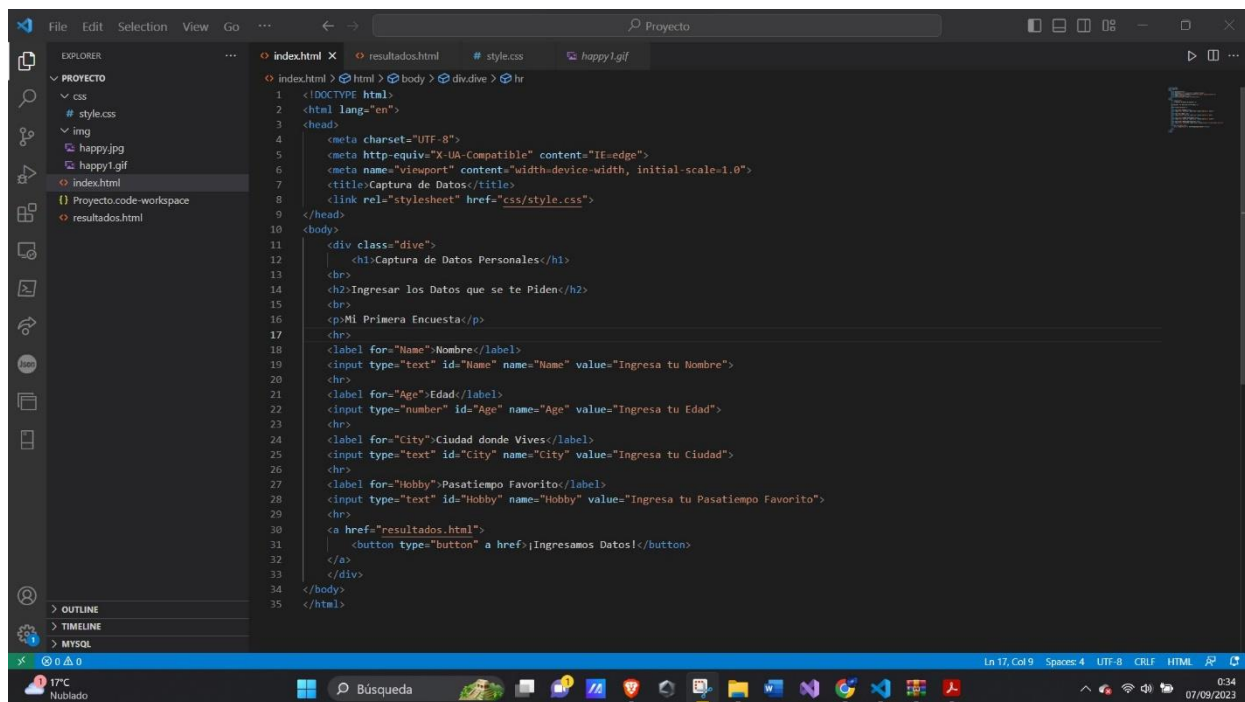 File Edit Selection View Go ··· Proyecto
EXPLORER ···
PROYECTO
css
# style.css
img
happy.jpg
happy1.gif
index.html
{} Proyecto.code-workspace
resultados.html
OUTLINE
TIMELINE
MYSQL
index.html X resultados.html # style.css happy1.gif
index.html > html > body > div.dive > hr
1 <!DOCTYPE html>
2 <html lang="en">
3 <head>
4 <meta charset="UTF-8">
5 <meta http-equiv="X-UA-Compatible" content="IE=edge">
6 <meta name="viewport" content="width=device-width, initial-scale=1.0">
7 <title>Captura de Datos</title>
8 <link rel="stylesheet" href="css/style.css">
9 </head>
10 <body>
11 <div class="dive">
12 <h1>Captura de Datos Personales</h1>
13 <br>
14 <h2>Ingresar los Datos que se te Piden</h2>
15 <br>
16 <p>Mi Primera Encuesta</p>
17 <hr>
18 <label for="Name">Nombre</label>
19 <input type="text" id="Name" name="Name" value="Ingresa tu Nombre">
20 <hr>
21 <label for="Age">Edad</label>
22 <input type="number" id="Age" name="Age" value="Ingresa tu Edad">
23 <hr>
24 <label for="City">Ciudad donde Vives</label>
25 <input type="text" id="City" name="City" value="Ingresa tu Ciudad">
26 <hr>
27 <label for="Hobby">Pasatiempo Favorito</label>
28 <input type="text" id="Hobby" name="Hobby" value="Ingresa tu Pasatiempo Favorito">
29 <hr>
30 <a href="resultados.html">
31 <button type="button" a href>¡Ingresamos Datos!</button>
32 </a>
33 </div>
34 </body>
35 </html>
0 0 Ln 17, Col 9 Spaces: 4 UTF-8 CRLF HTML
17°C
Nublado
Búsqueda
0:34
07/09/2023